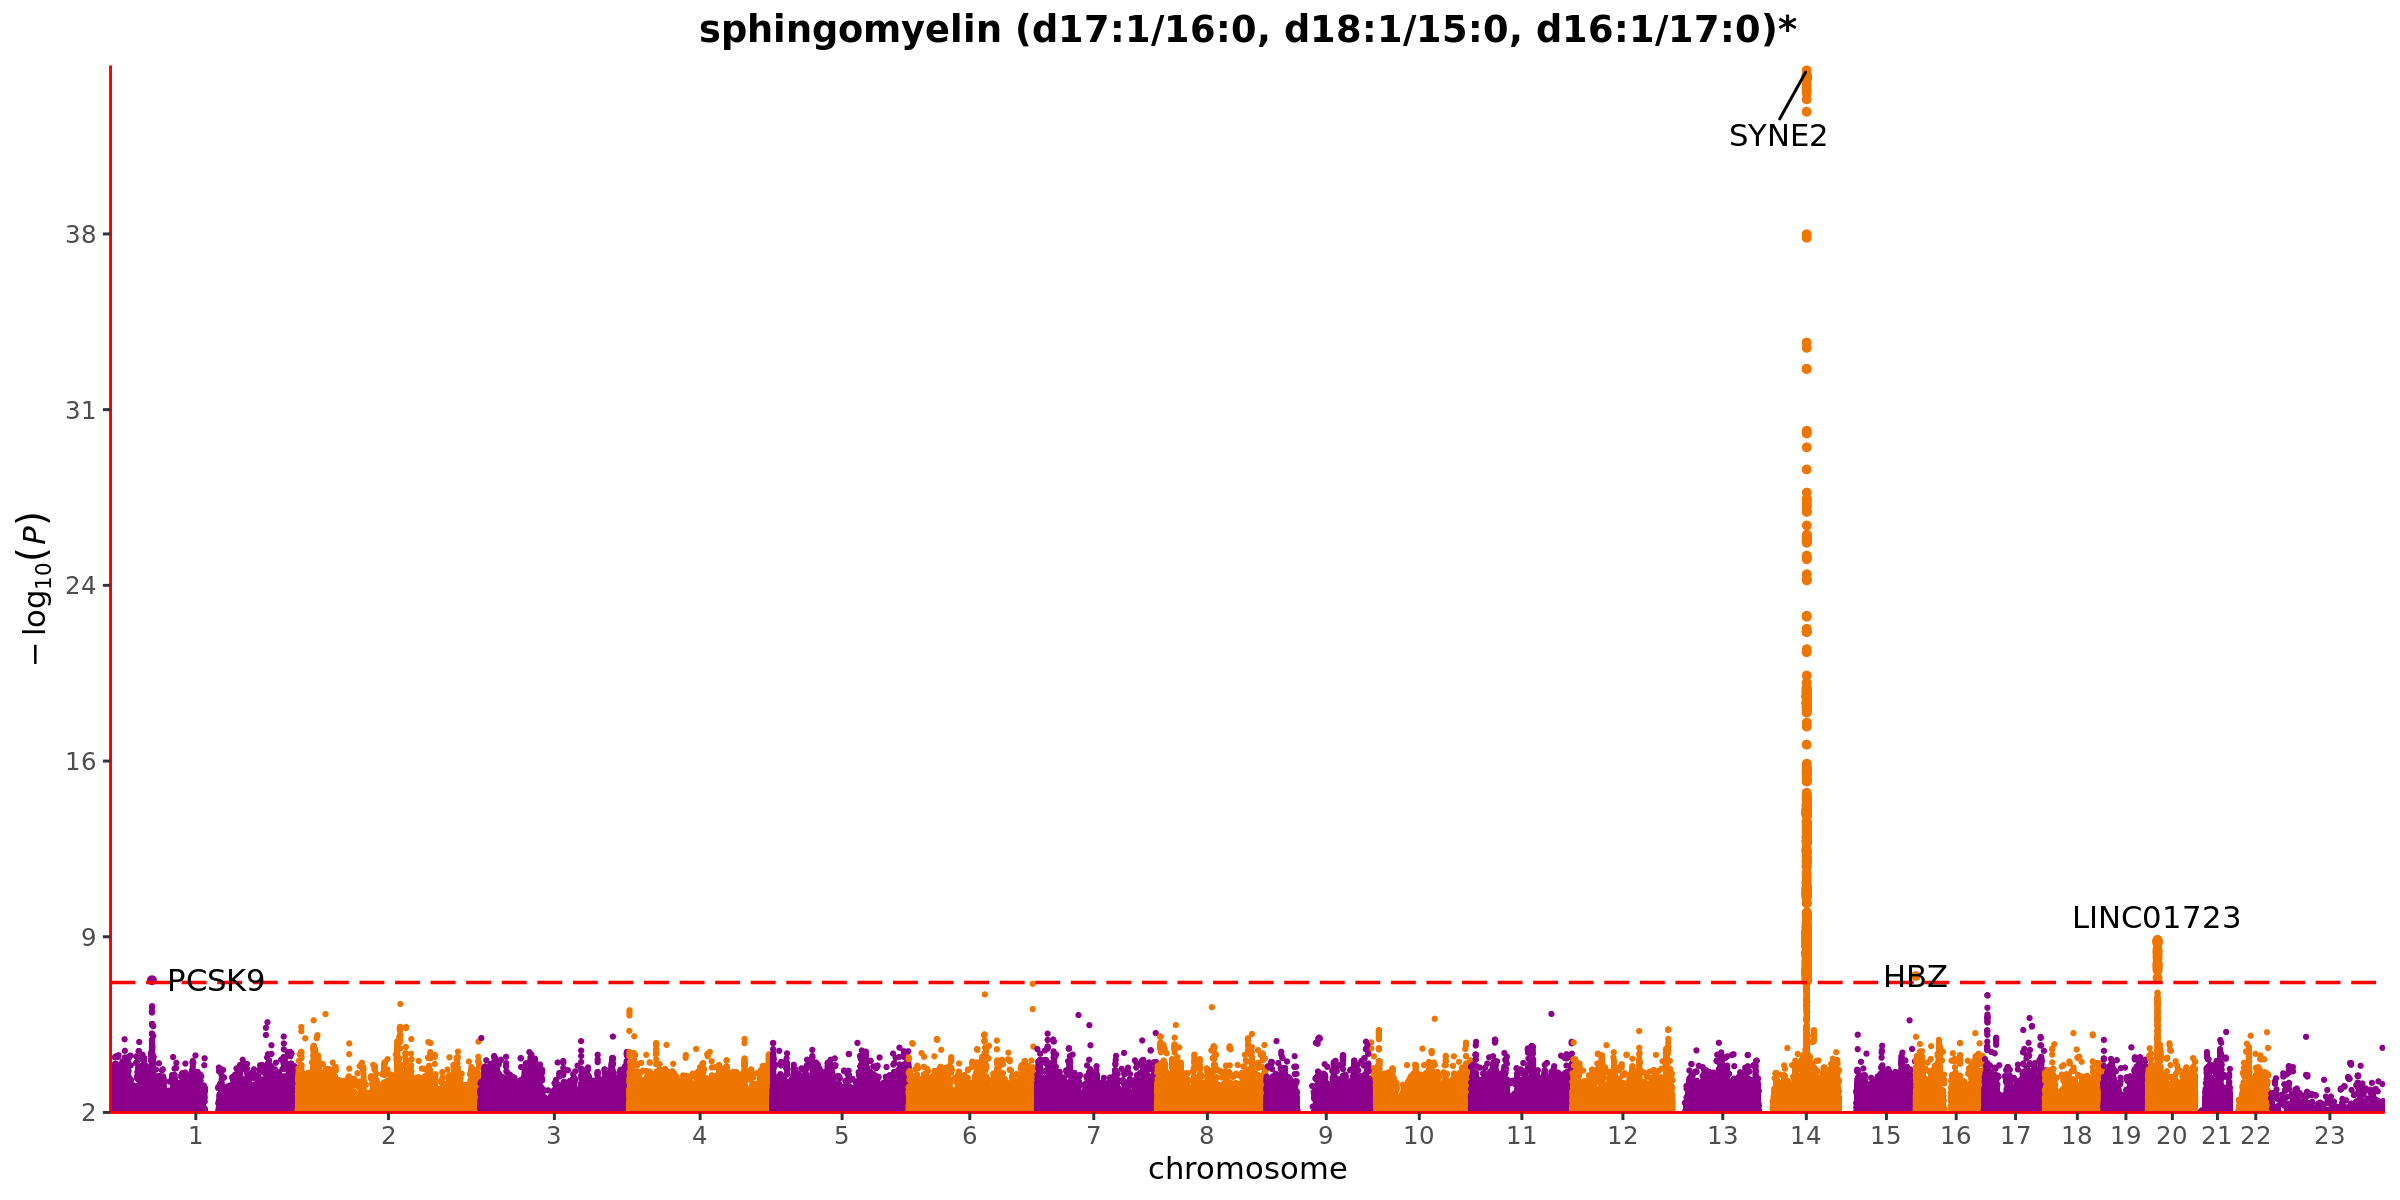 sphingomyelin (d17:1/16:0, d18:1/15:0, d16:1/17:0)*
SYNE2
38
31
24
16
9
2
− log10(P)
LINC01723
PCSK9
HBZ
1 2 3 4 5 6 7 8 9 10 11 12 13 14 15 16 17 18 19 20 21 22 23
chromosome